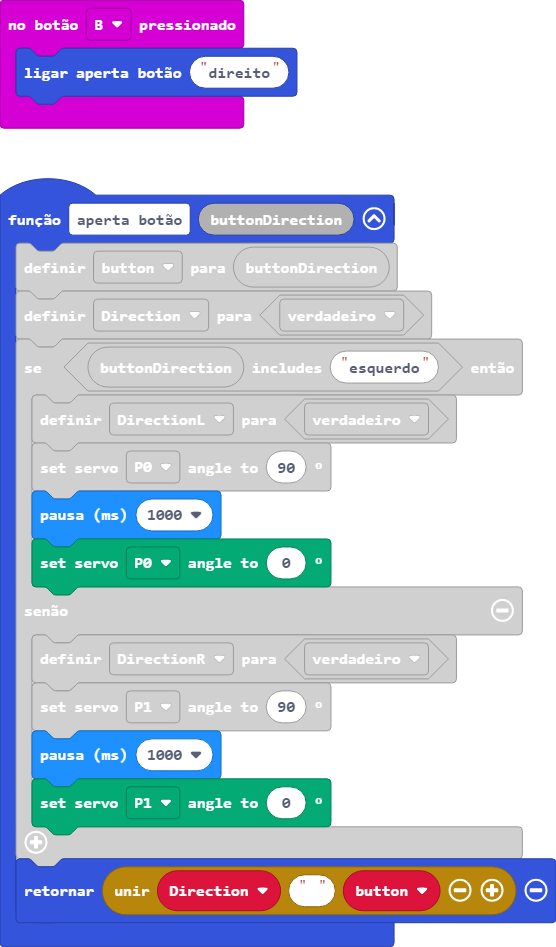 no botão B pressionado
ligar aperta botão "direito"
função aperta botão buttonDirection
definir button para buttonDirection
definir Direction para verdadeiro
se buttonDirection includes "esquerdo" então
definir DirectionL para verdadeiro
set servo P0 angle to 90 °
pausa (ms) 1000
set servo P0 angle to 0 °
senão
definir DirectionR para verdadeiro
set servo P1 angle to 90 °
pausa (ms) 1000
set servo P1 angle to 0 °
retornar unir Direction " " button